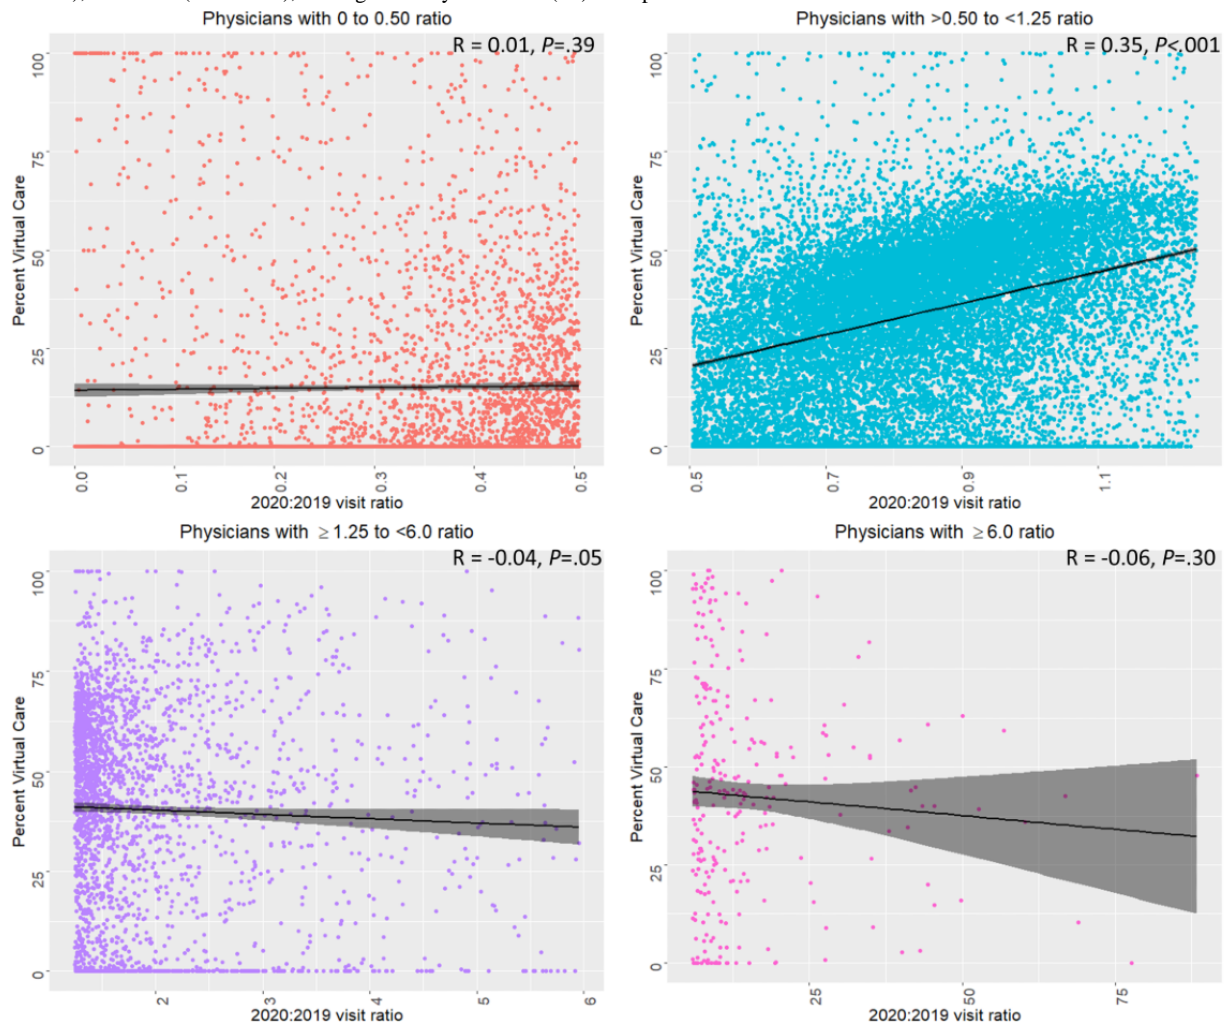 Physicians with 0 to 0.50 ratio
R = 0.01, P=.39
100
75
50
25
0
Percent Virtual Care
0.0 0.1 0.2 0.3 0.4 0.5
2020:2019 visit ratio
Physicians with >0.50 to <1.25 ratio
R = 0.35, P<.001
100
75
50
25
0
Percent Virtual Care
0.5 0.7 0.9 1.1
2020:2019 visit ratio
Physicians with ≥1.25 to <6.0 ratio
R = -0.04, P=.05
100
75
50
25
0
Percent Virtual Care
2 3 4 5 6
2020:2019 visit ratio
Physicians with ≥6.0 ratio
R = -0.06, P=.30
100
75
50
25
0
Percent Virtual Care
25 50 75
2020:2019 visit ratio